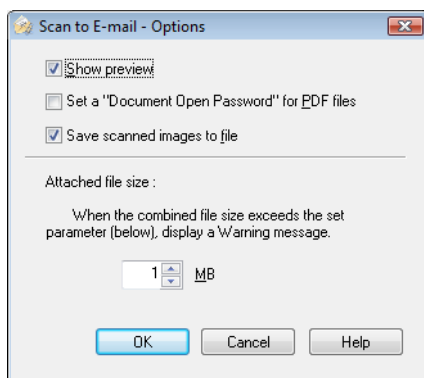 Scan to E-mail - Options
Show preview
Set a "Document Open Password" for PDF files
Save scanned images to file
Attached file size :
When the combined file size exceeds the set
parameter (below), display a Warning message.
1 MB
OK Cancel Help